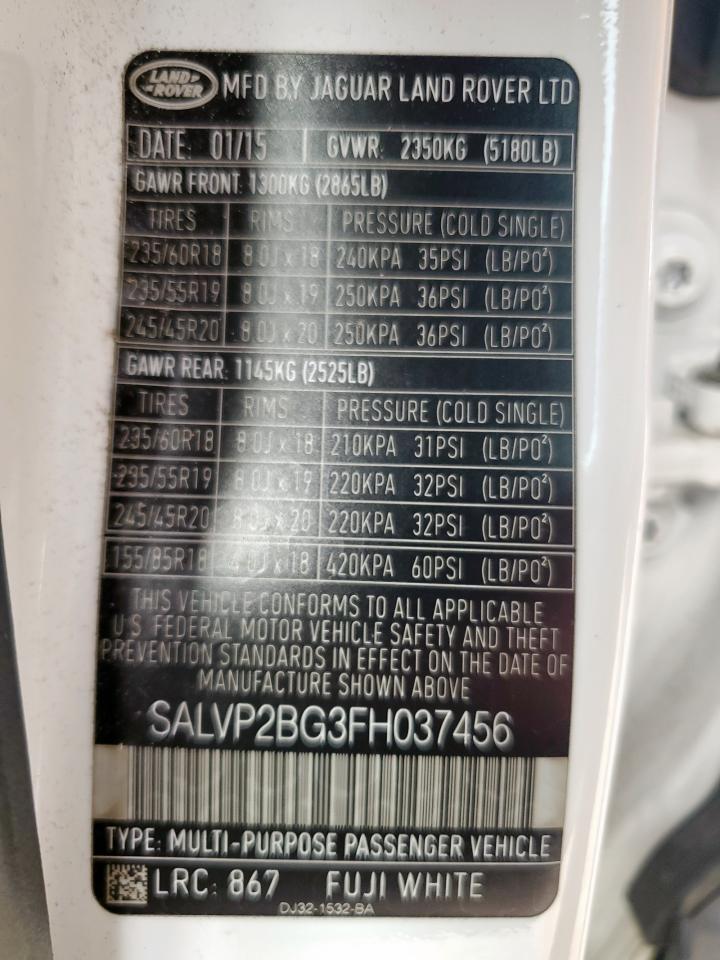 LAND ROVER MFD BY JAGUAR LAND ROVER LTD
DATE: 01/15 GVWR: 2350KG (5180LB)
GAWR FRONT: 1300KG (2865LB)
TIRES RIMS PRESSURE (COLD SINGLE)
235/60R18 8.0J x 18 240KPA 35PSI (LB/PO²)
235/55R19 8.0J x 19 250KPA 36PSI (LB/PO²)
245/45R20 8.0J x 20 250KPA 36PSI (LB/PO²)
GAWR REAR: 1145KG (2525LB)
TIRES RIMS PRESSURE (COLD SINGLE)
235/60R18 8.0J x 18 210KPA 31PSI (LB/PO²)
235/55R19 8.0J x 19 220KPA 32PSI (LB/PO²)
245/45R20 8.0J x 20 220KPA 32PSI (LB/PO²)
155/85R18 4.0J x 18 420KPA 60PSI (LB/PO²)
THIS VEHICLE CONFORMS TO ALL APPLICABLE
U.S. FEDERAL MOTOR VEHICLE SAFETY AND THEFT
PREVENTION STANDARDS IN EFFECT ON THE DATE OF
MANUFACTURE SHOWN ABOVE
SALVP2BG3FH037456
TYPE: MULTI-PURPOSE PASSENGER VEHICLE
LRC: 867 FUJI WHITE
DJ32-1532-BA